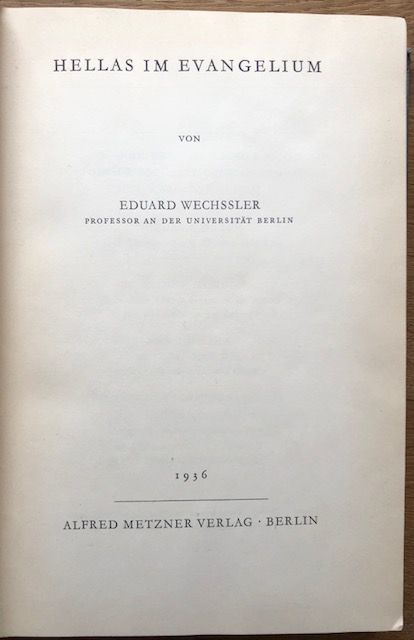 HELLAS IM EVANGELIUM
VON
EDUARD WECHSSLER
PROFESSOR AN DER UNIVERSITÄT BERLIN
1936
ALFRED METZNER VERLAG · BERLIN